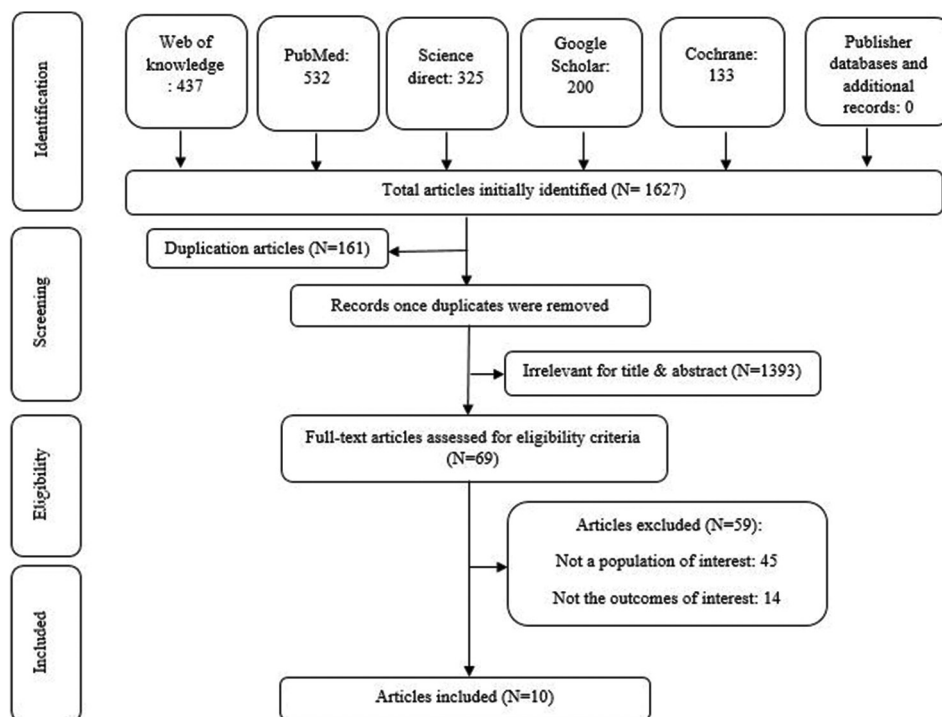 Identification
Web of
knowledge
: 437
PubMed:
532
Science
direct: 325
Google
Scholar:
200
Cochrane:
133
Publisher
databases and
additional
records: 0
Total articles initially identified (N= 1627)
Screening
Duplication articles (N=161)
Records once duplicates were removed
Irrelevant for title & abstract (N=1393)
Eligibility
Full-text articles assessed for eligibility criteria
(N=69)
Articles excluded (N=59):
Not a population of interest: 45
Not the outcomes of interest: 14
Included
Articles included (N=10)